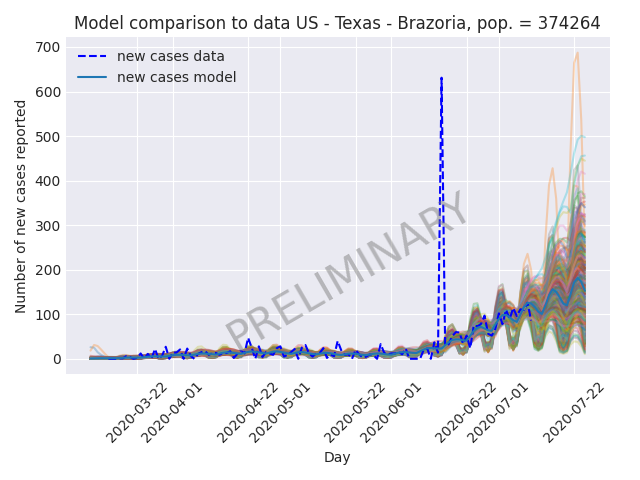 Model comparison to data US - Texas - Brazoria, pop. = 374264
new cases data
new cases model
700
600
500
400
300
200
100
0
Number of new cases reported
PRELIMINARY
2020-03-22
2020-04-01
2020-04-22
2020-05-01
2020-05-22
2020-06-01
2020-06-22
2020-07-01
2020-07-22
Day